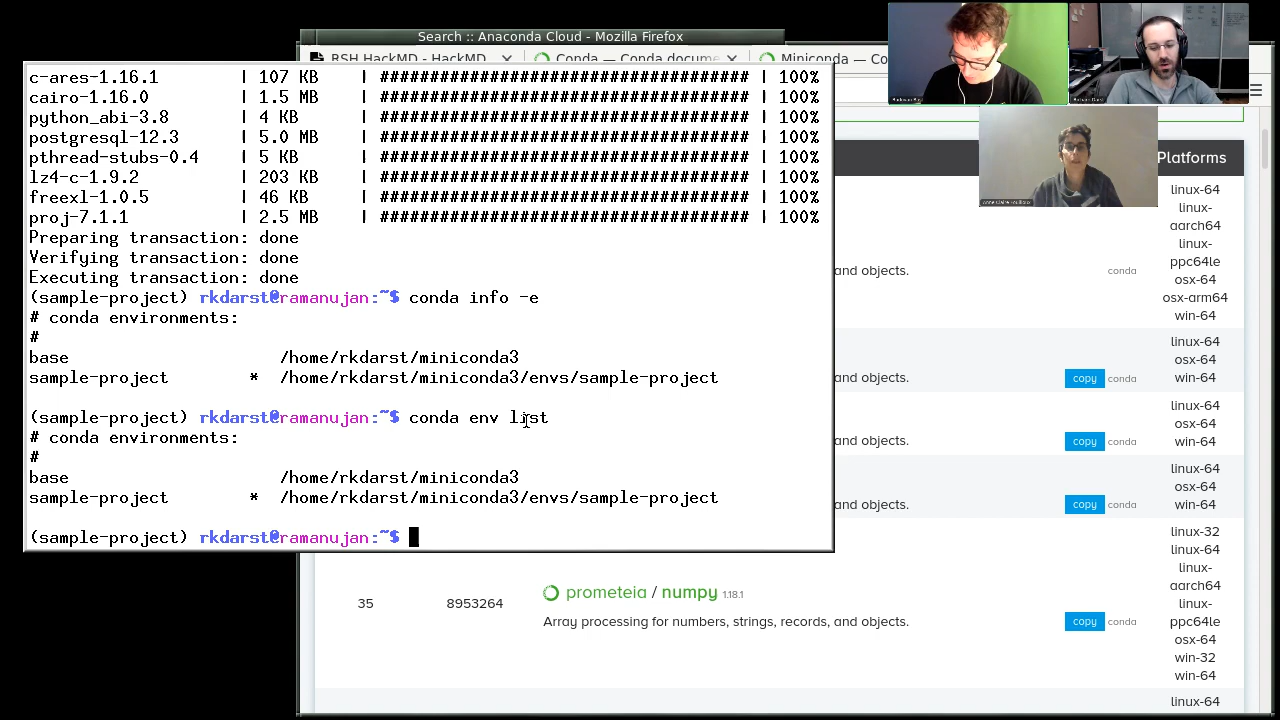 Search :: Anaconda Cloud - Mozilla Firefox
RSH HackMD - HackMD
Conda — Conda docume
Miniconda — Co
c-ares-1.16.1 | 107 KB | ##################################### | 100%
cairo-1.16.0 | 1.5 MB | ##################################### | 100%
python_abi-3.8 | 4 KB | ##################################### | 100%
postgresql-12.3 | 5.0 MB | ##################################### | 100%
pthread-stubs-0.4 | 5 KB | ##################################### | 100%
lz4-c-1.9.2 | 203 KB | ##################################### | 100%
freexl-1.0.5 | 46 KB | ##################################### | 100%
proj-7.1.1 | 2.5 MB | ##################################### | 100%
Preparing transaction: done
Verifying transaction: done
Executing transaction: done
(sample-project) rkdarst@ramanujan:~$ conda info -e
# conda environments:
#
base /home/rkdarst/miniconda3
sample-project * /home/rkdarst/miniconda3/envs/sample-project
(sample-project) rkdarst@ramanujan:~$ conda env list
# conda environments:
#
base /home/rkdarst/miniconda3
sample-project * /home/rkdarst/miniconda3/envs/sample-project
(sample-project) rkdarst@ramanujan:~$
Platforms
linux-64
linux-
aarch64
linux-
ppc64le
osx-64
osx-arm64
win-64
and objects.
conda
linux-64
osx-64
win-64
and objects.
copy conda
linux-64
osx-64
win-64
and objects.
copy conda
linux-64
osx-64
win-64
and objects.
copy conda
linux-32
linux-64
linux-
aarch64
linux-
ppc64le
osx-64
win-32
win-64
35 8953264 prometeia / numpy 1.18.1
Array processing for numbers, strings, records, and objects.
copy conda
linux-64